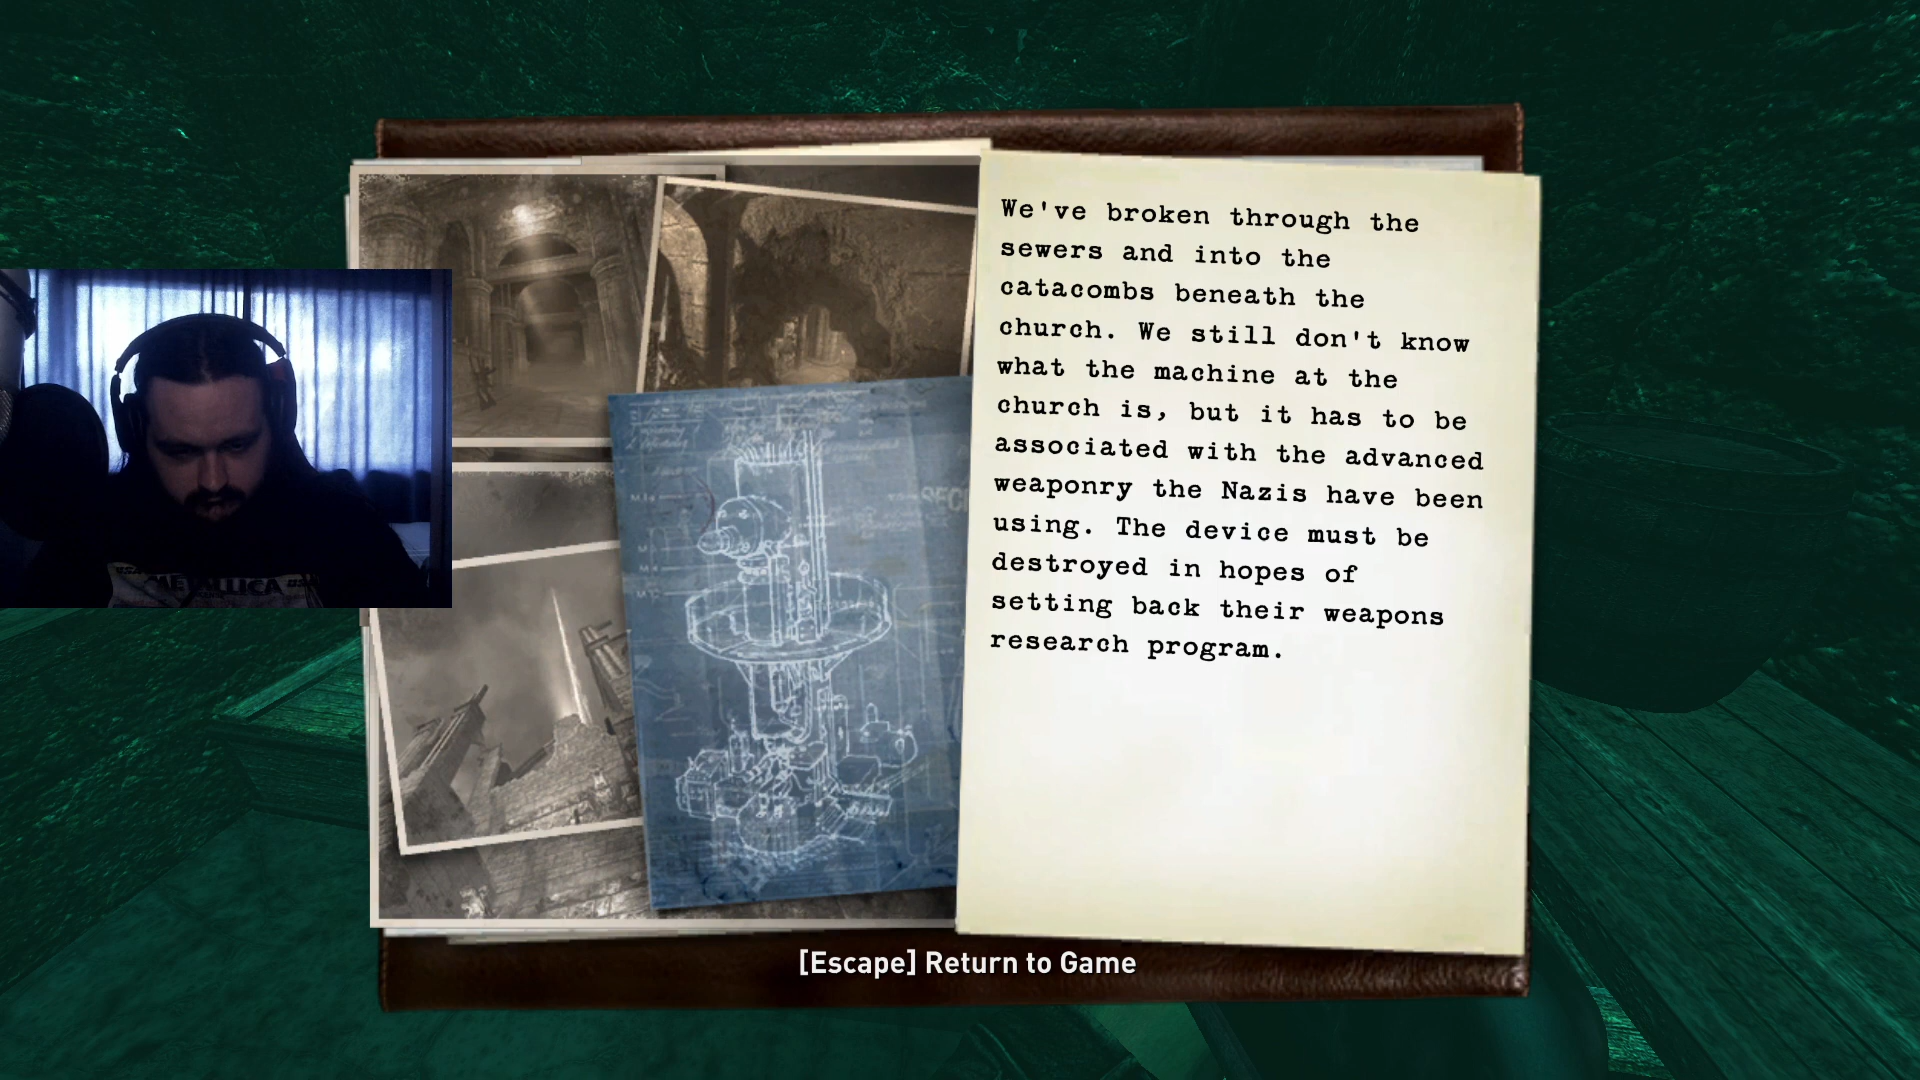 We've broken through the
sewers and into the
catacombs beneath the
church. We still don't know
what the machine at the
church is, but it has to be
associated with the advanced
weaponry the Nazis have been
using. The device must be
destroyed in hopes of
setting back their weapons
research program.
METALLICA
[Escape] Return to Game